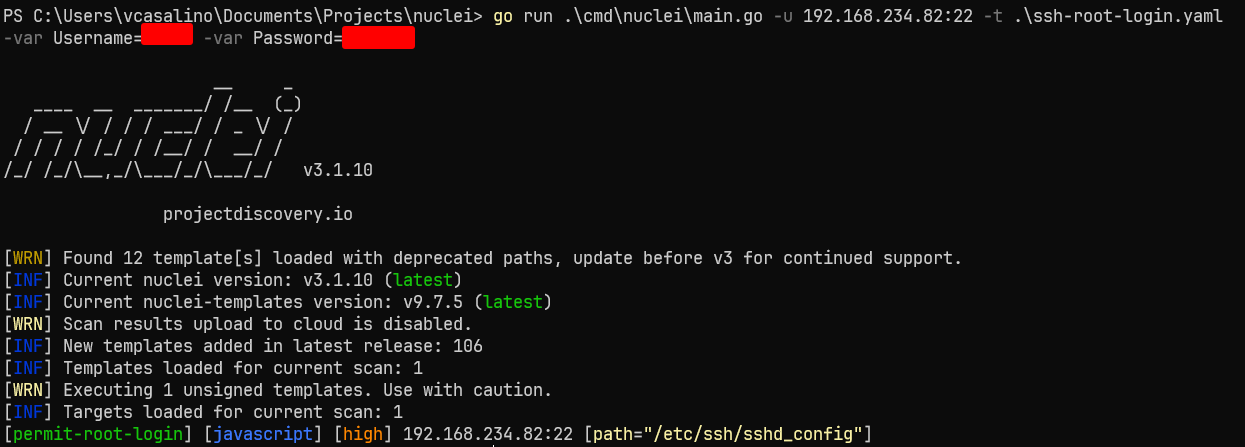 PS C:\Users\vcasalino\Documents\Projects\nuclei> go run .\cmd\nuclei\main.go -u 192.168.234.82:22 -t .\ssh-root-login.yaml
-var Username= -var Password=
nuclei v3.1.10
projectdiscovery.io
[WRN] Found 12 template[s] loaded with deprecated paths, update before v3 for continued support.
[INF] Current nuclei version: v3.1.10 (latest)
[INF] Current nuclei-templates version: v9.7.5 (latest)
[WRN] Scan results upload to cloud is disabled.
[INF] New templates added in latest release: 106
[INF] Templates loaded for current scan: 1
[WRN] Executing 1 unsigned templates. Use with caution.
[INF] Targets loaded for current scan: 1
[permit-root-login] [javascript] [high] 192.168.234.82:22 [path="/etc/ssh/sshd_config"]